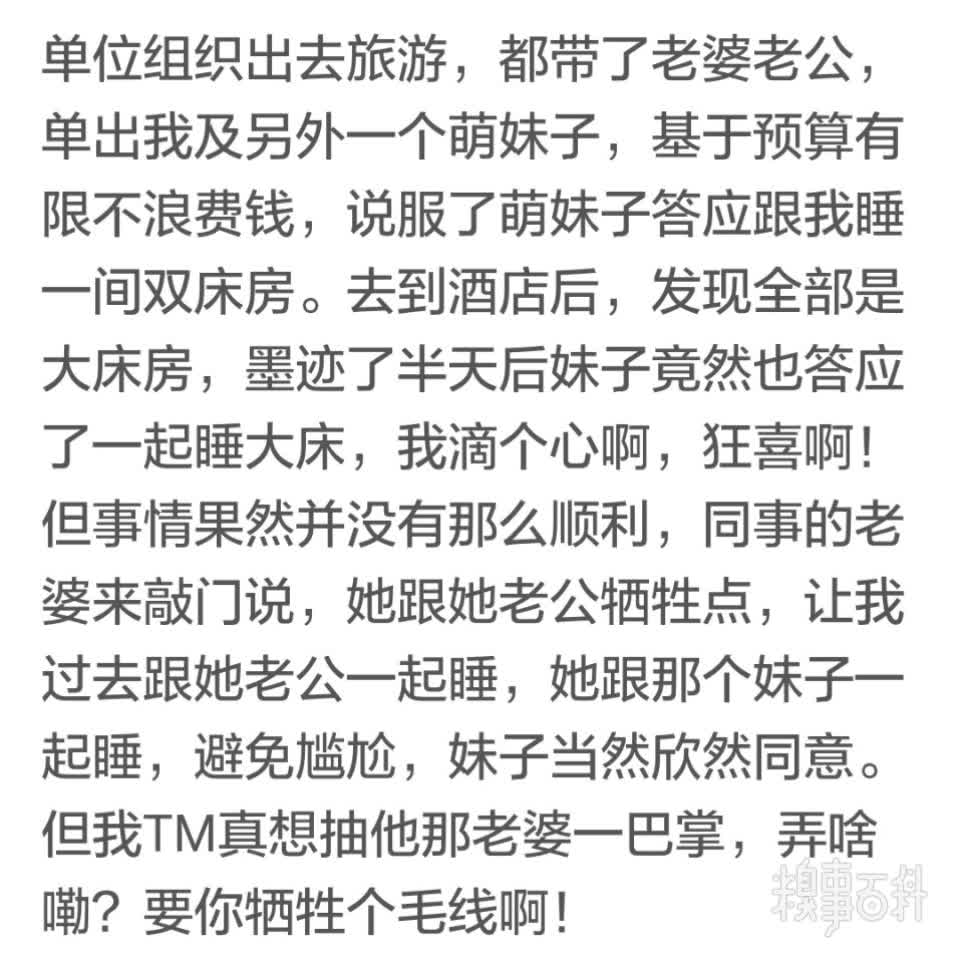 单位组织出去旅游，都带了老婆老公，
单出我及另外一个萌妹子，基于预算有
限不浪费钱，说服了萌妹子答应跟我睡
一间双床房。去到酒店后，发现全部是
大床房，墨迹了半天后妹子竟然也答应
了一起睡大床，我滴个心啊，狂喜啊！
但事情果然并没有那么顺利，同事的老
婆来敲门说，她跟她老公牺牲点，让我
过去跟她老公一起睡，她跟那个妹子一
起睡，避免尴尬，妹子当然欣然同意。
但我TM真想抽他那老婆一巴掌，弄啥
嘞？要你牺牲个毛线啊！
糗事百科